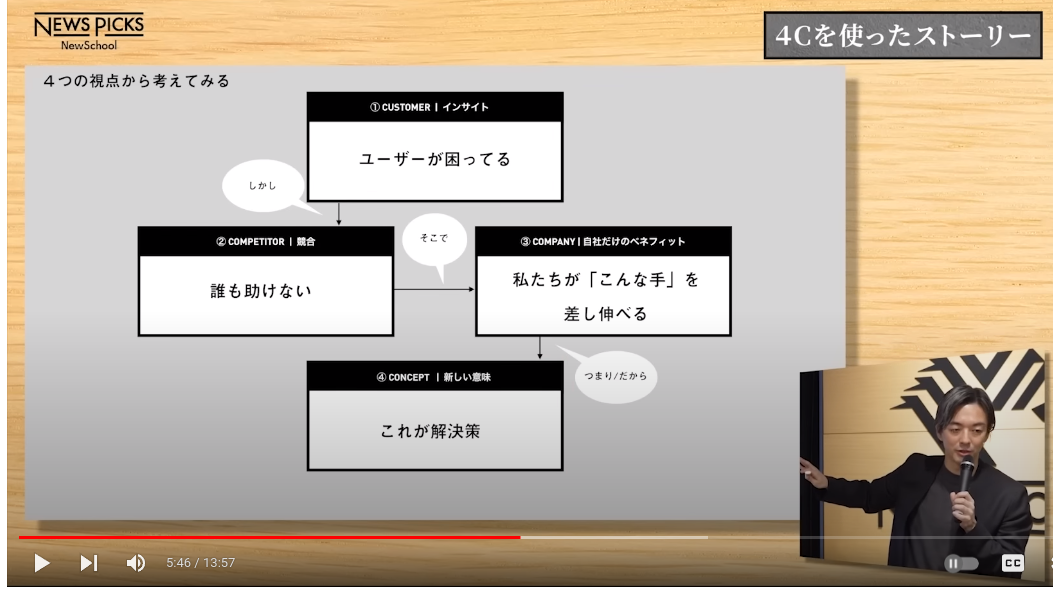 NEWS PICKS
NewSchool
4Cを使ったストーリー
4つの視点から考えてみる
① CUSTOMER | インサイト
ユーザーが困ってる
しかし
② COMPETITOR | 競合
誰も助けない
そこで
③ COMPANY | 自社だけのベネフィット
私たちが「こんな手」を
差し伸べる
つまり/だから
④ CONCEPT | 新しい意味
これが解決策
5:46 / 13:57
CC